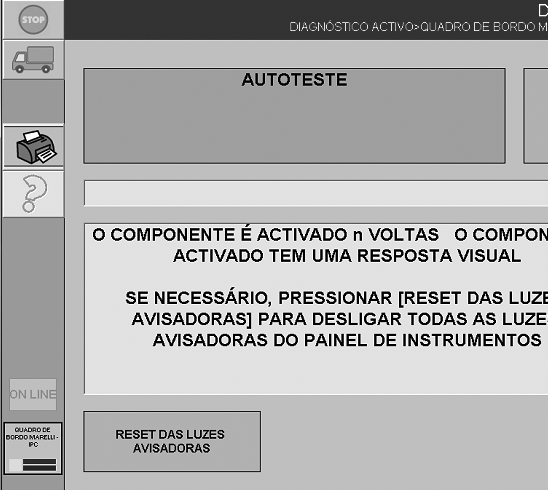 STOP
D
DIAGNÓSTICO ACTIVO>QUADRO DE BORDO M
AUTOTESTE
O COMPONENTE É ACTIVADO n VOLTAS O COMPON
ACTIVADO TEM UMA RESPOSTA VISUAL
SE NECESSÁRIO, PRESSIONAR [RESET DAS LUZE
AVISADORAS] PARA DESLIGAR TODAS AS LUZES
AVISADORAS DO PAINEL DE INSTRUMENTOS
ON LINE
QUADRO DE
BORDO MARELLI -
IPC
RESET DAS LUZES
AVISADORAS